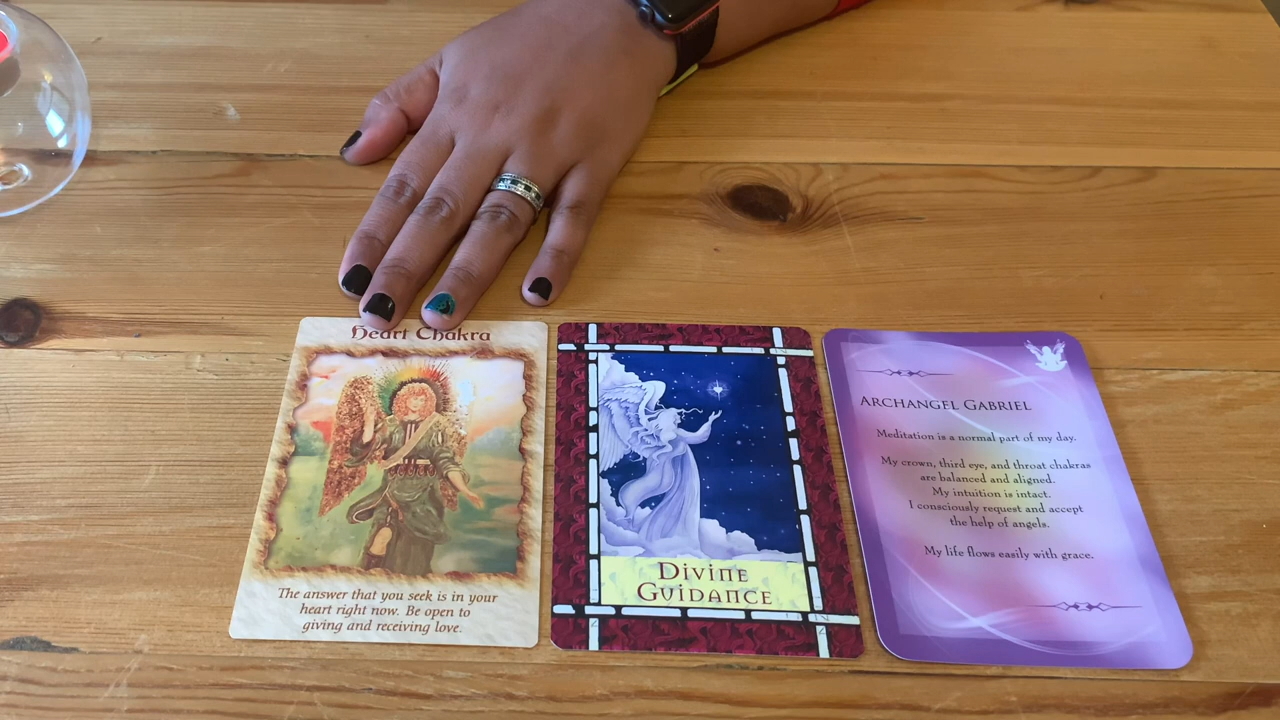 Heart Chakra
The answer that you seek is in your
heart right now. Be open to
giving and receiving love.
Divine
Guidance
Archangel Gabriel
Meditation is a normal part of my day.
My crown, third eye, and throat chakras
are balanced and aligned.
My intuition is intact.
I consciously request and accept
the help of angels.
My life flows easily with grace.